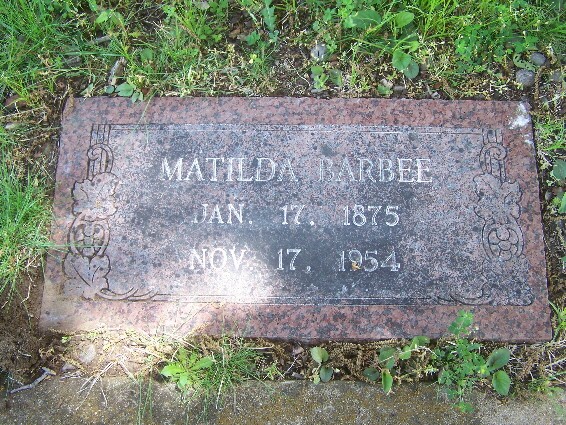 MATILDA BARBEE
JAN. 17, 1875
NOV. 17, 1954